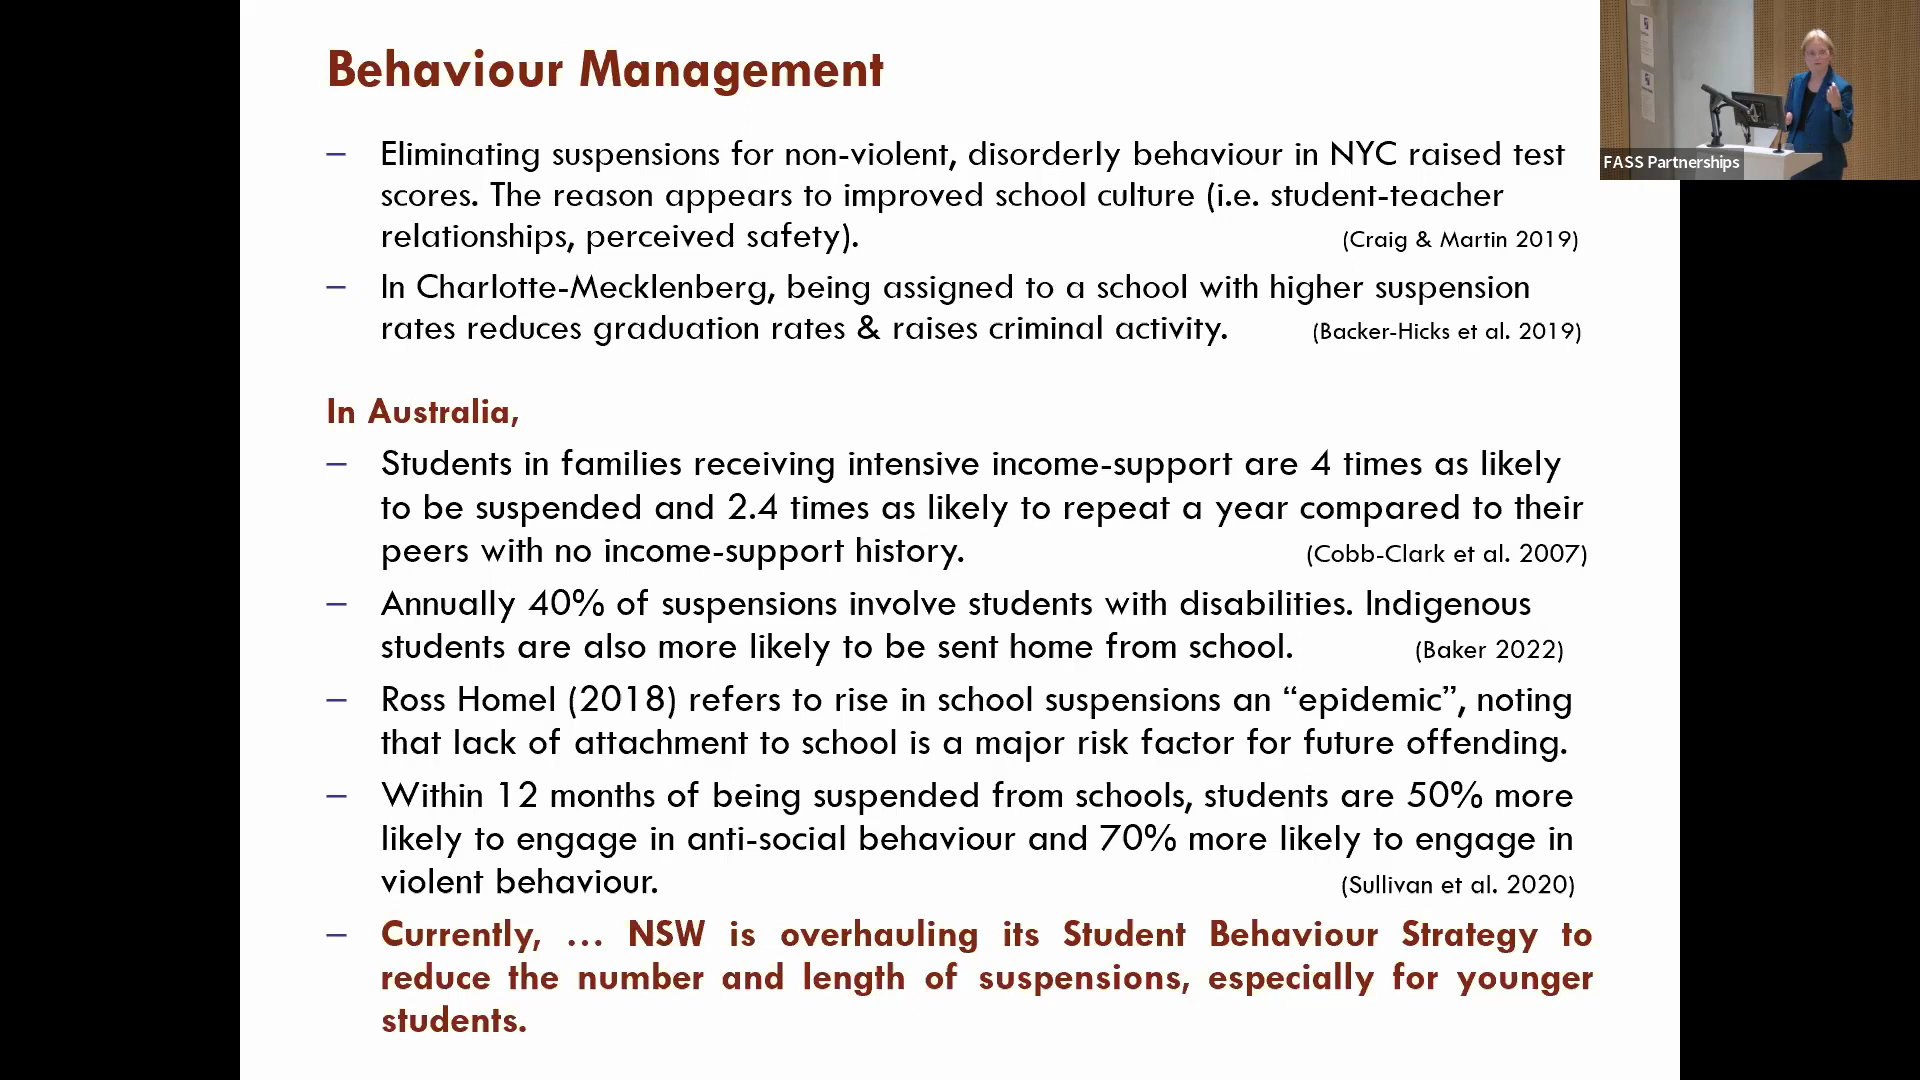 Behaviour Management
– Eliminating suspensions for non-violent, disorderly behaviour in NYC raised test
scores. The reason appears to improved school culture (i.e. student-teacher
relationships, perceived safety). (Craig & Martin 2019)
– In Charlotte-Mecklenberg, being assigned to a school with higher suspension
rates reduces graduation rates & raises criminal activity. (Backer-Hicks et al. 2019)
In Australia,
– Students in families receiving intensive income-support are 4 times as likely
to be suspended and 2.4 times as likely to repeat a year compared to their
peers with no income-support history. (Cobb-Clark et al. 2007)
– Annually 40% of suspensions involve students with disabilities. Indigenous
students are also more likely to be sent home from school. (Baker 2022)
– Ross Homel (2018) refers to rise in school suspensions an “epidemic”, noting
that lack of attachment to school is a major risk factor for future offending.
– Within 12 months of being suspended from schools, students are 50% more
likely to engage in anti-social behaviour and 70% more likely to engage in
violent behaviour. (Sullivan et al. 2020)
– Currently, … NSW is overhauling its Student Behaviour Strategy to
reduce the number and length of suspensions, especially for younger
students.
FASS Partnerships